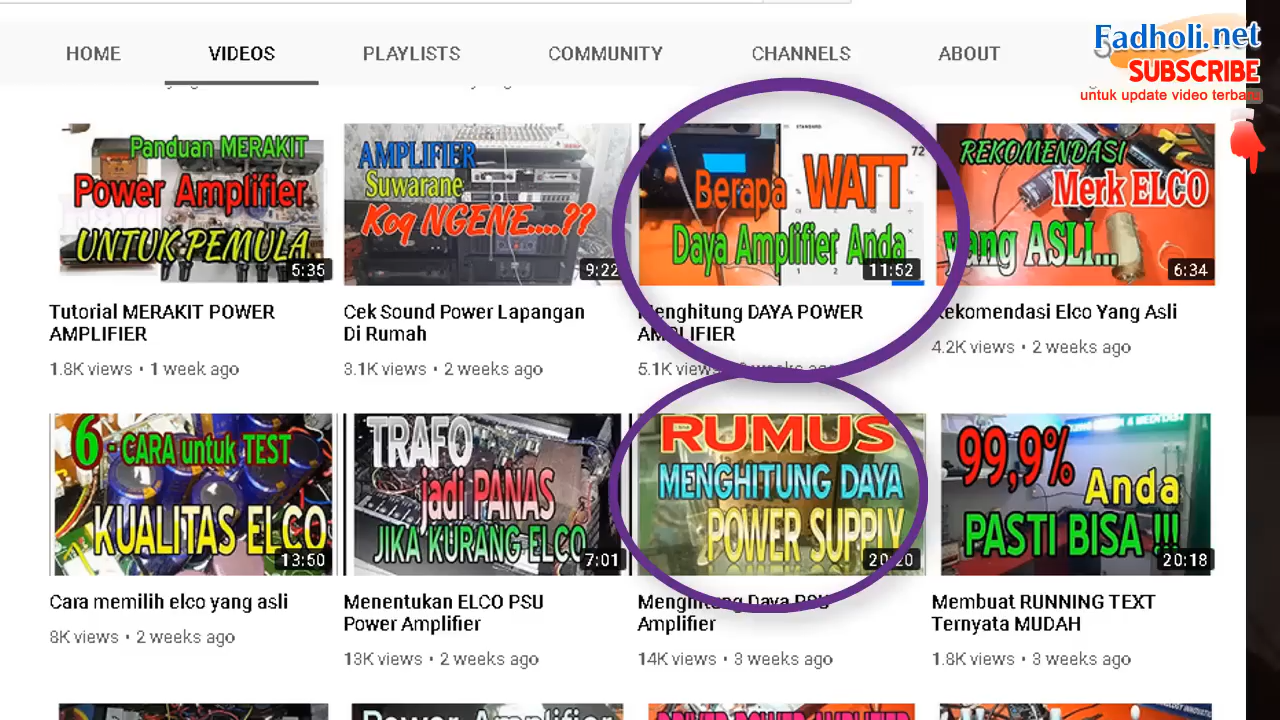 HOME
VIDEOS
PLAYLISTS
COMMUNITY
CHANNELS
ABOUT
Fadholi.net
SUBSCRIBE
untuk update video terbaru
Panduan MERAKIT
Power Amplifier
UNTUK PEMULA
5:35
AMPLIFIER
Suwarane
Koq NGENE....??
9:22
STANDARD
72
Berapa WATT
Daya Amplifier Anda
11:52
REKOMENDASI
Merk ELCO
yang ASLI...
6:34
Tutorial MERAKIT POWER
AMPLIFIER
1.8K views • 1 week ago
Cek Sound Power Lapangan
Di Rumah
3.1K views • 2 weeks ago
Menghitung DAYA POWER
AMPLIFIER
5.1K views
Rekomendasi Elco Yang Asli
4.2K views • 2 weeks ago
6 - CARA untuk TEST
KUALITAS ELCO
13:50
TRAFO
jadi PANAS
JIKA KURANG ELCO
7:01
RUMUS
MENGHITUNG DAYA
POWER SUPPLY
20:20
99,9%
Anda
PASTI BISA !!!
20:18
Cara memilih elco yang asli
8K views • 2 weeks ago
Menentukan ELCO PSU
Power Amplifier
13K views • 2 weeks ago
Menghitung Daya PSU
Amplifier
14K views • 3 weeks ago
Membuat RUNNING TEXT
Ternyata MUDAH
1.8K views • 3 weeks ago
Power Amplifier